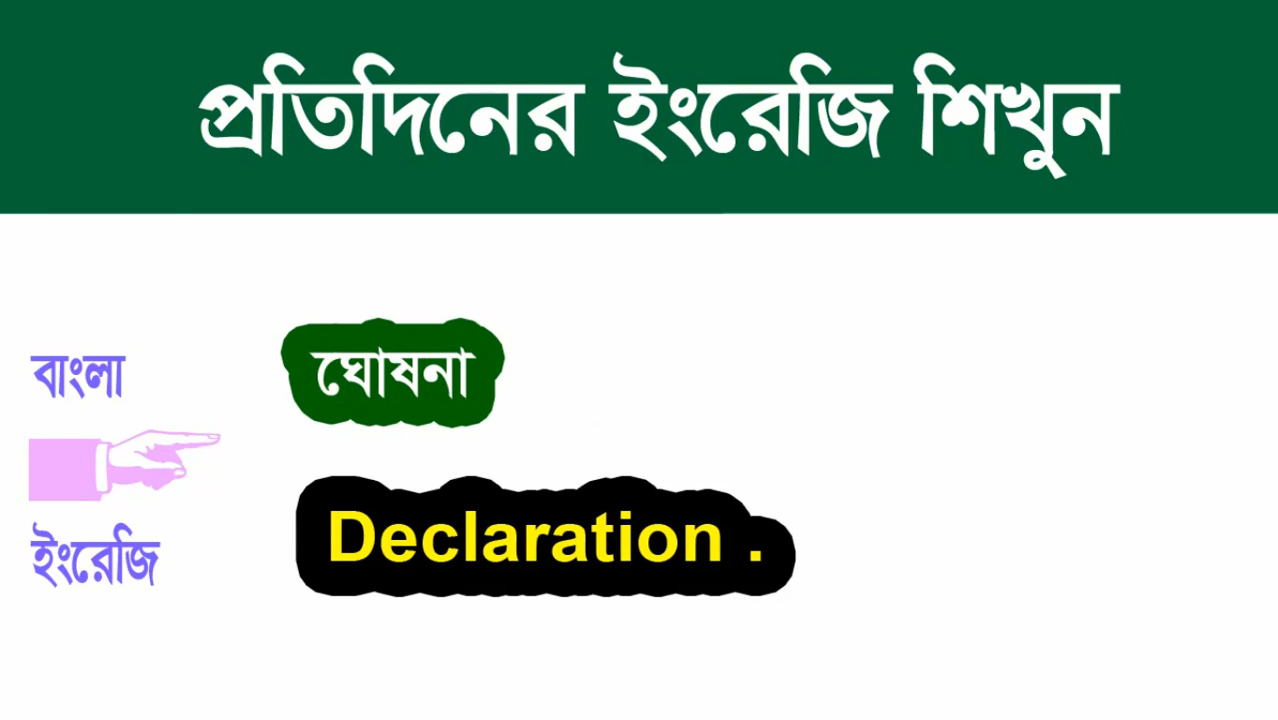 প্রতিদিনের ইংরেজি শিখুন
বাংলা
ঘোষনা
ইংরেজি
Declaration .